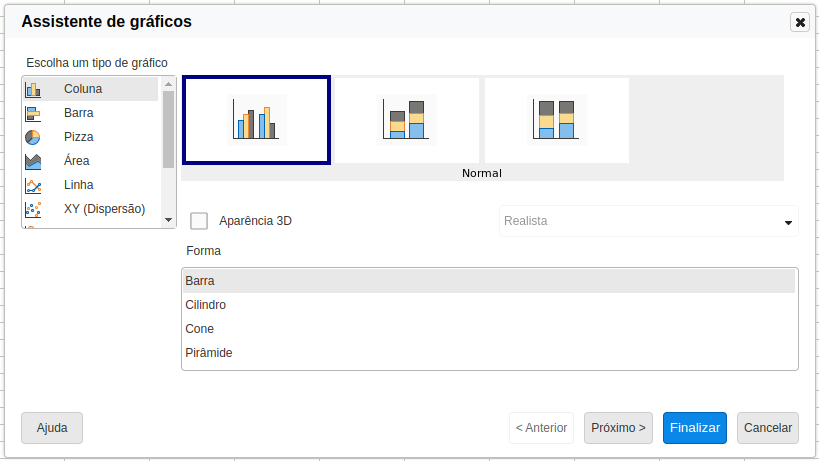 Assistente de gráficos
Escolha um tipo de gráfico
Coluna
Barra
Pizza
Área
Linha
XY (Dispersão)
Normal
Aparência 3D
Realista
Forma
Barra
Cilindro
Cone
Pirâmide
Ajuda
< Anterior
Próximo >
Finalizar
Cancelar